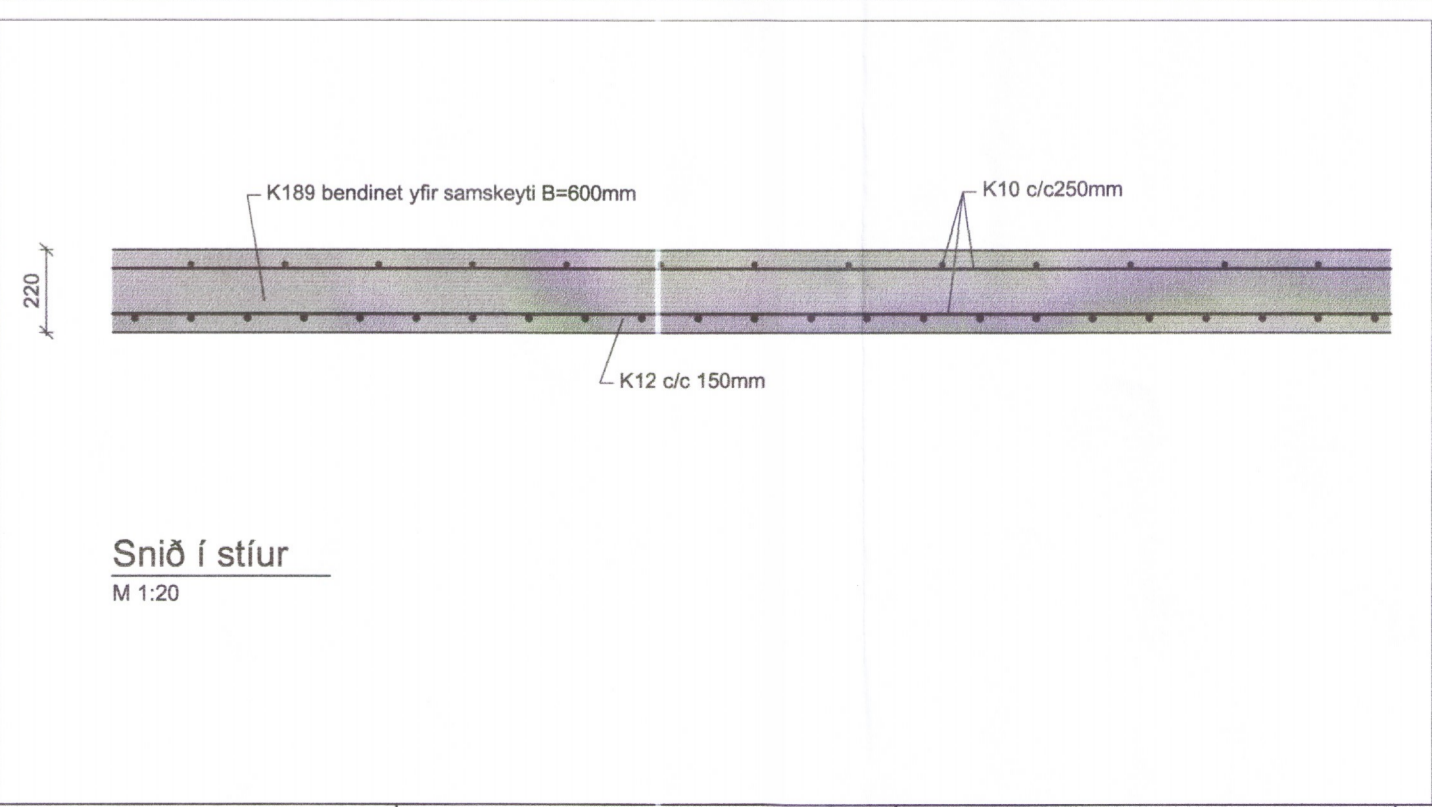 K189 bendinet yfir samskeyti B=600mm
K10 c/c250mm
220
K12 c/c 150mm
Snið í stíur
M 1:20